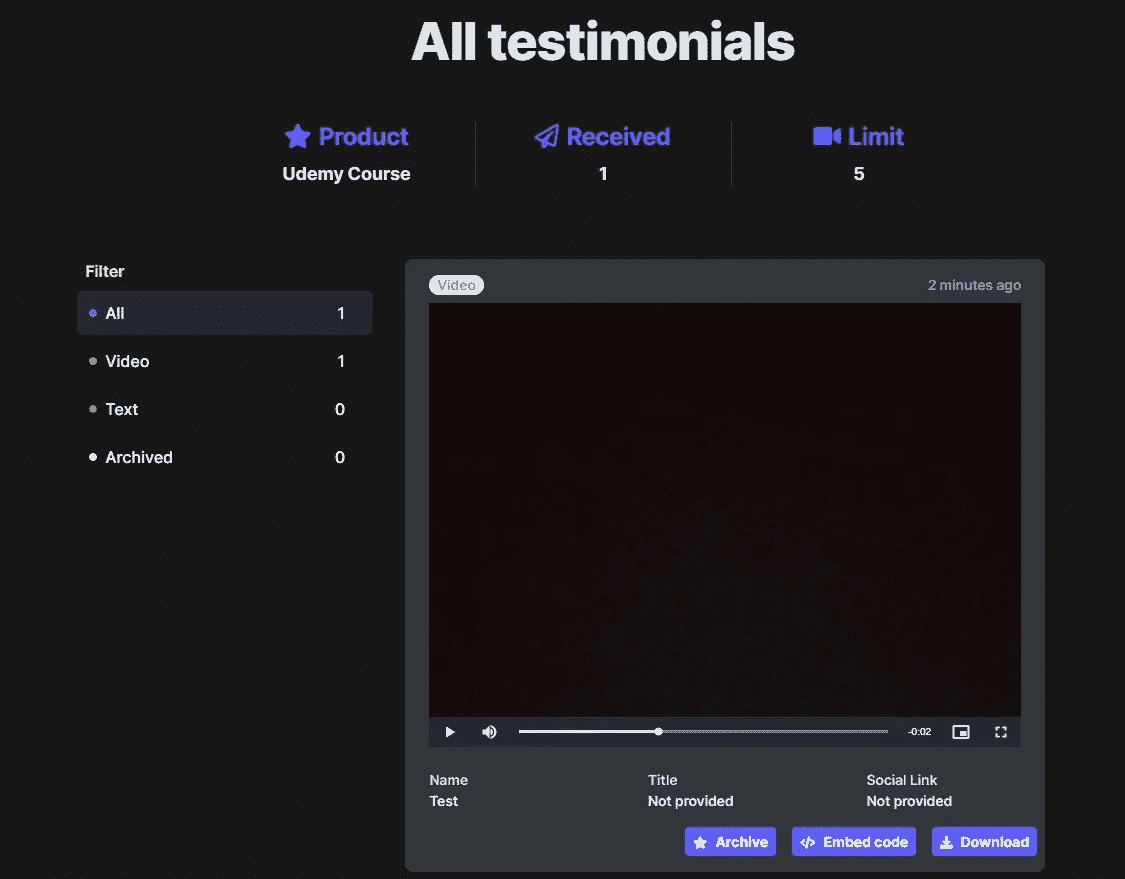 All testimonials
Product
Udemy Course
Received
1
Limit
5
Filter
All 1
Video 1
Text 0
Archived 0
Video 2 minutes ago
-0:02
Name Title Social Link
Test Not provided Not provided
Archive Embed code Download